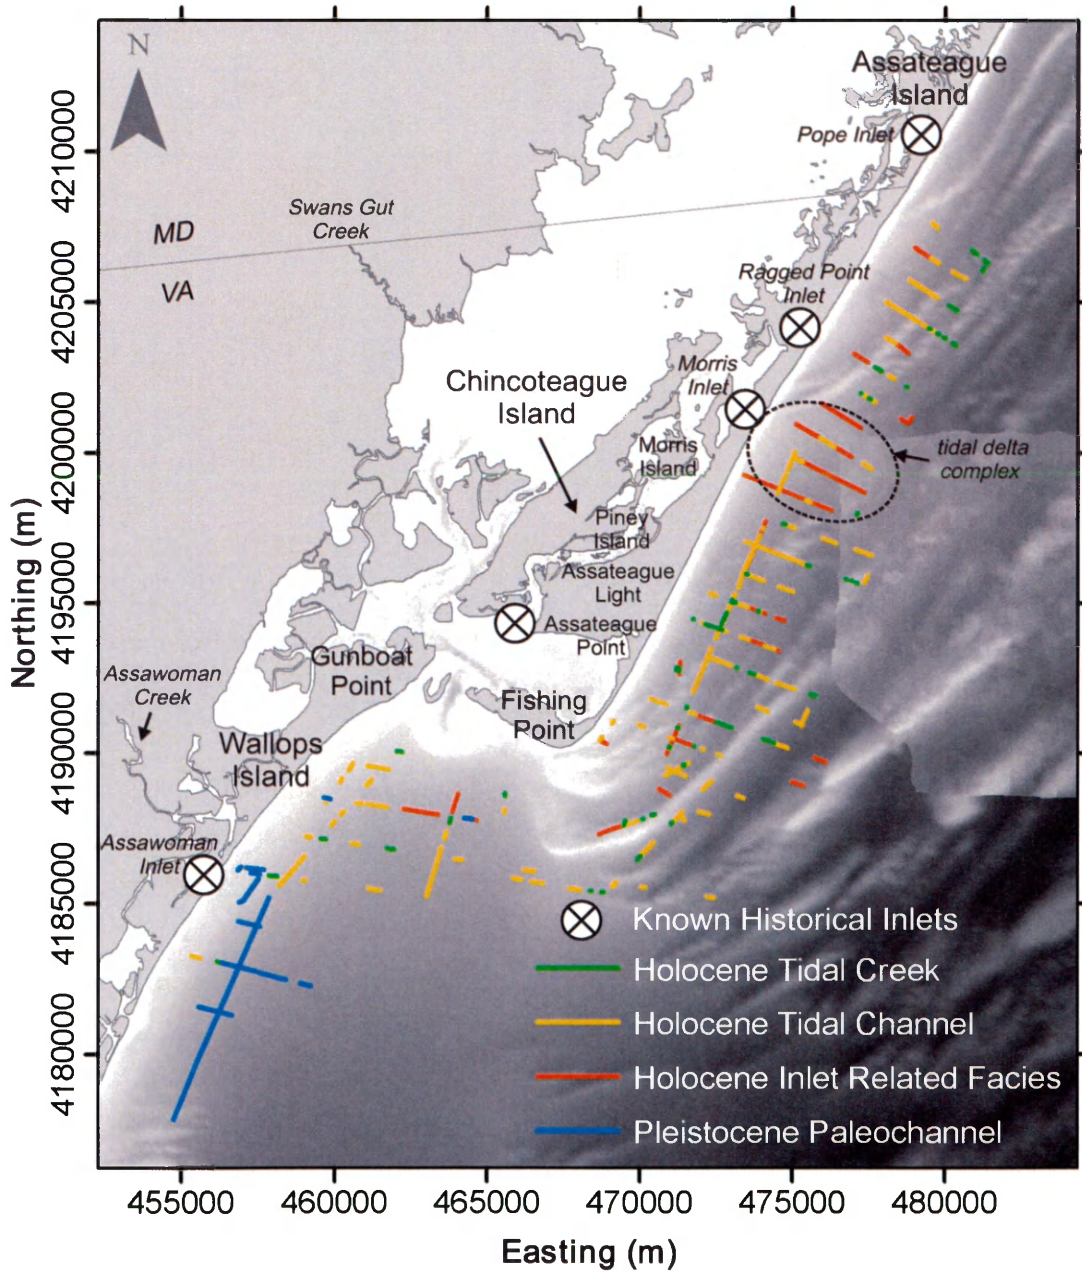 N
Assateague
Island
Pope Inlet
Swans Gut
Creek
MD
VA
Ragged Point
Inlet
Morris
Inlet
Chincoteague
Island
Morris
Island
tidal delta
complex
Piney
Island
Assateague
Light
Assateague
Point
Gunboat
Point
Assawoman
Creek
Fishing
Point
Wallops
Island
Assawoman
Inlet
Known Historical Inlets
Holocene Tidal Creek
Holocene Tidal Channel
Holocene Inlet Related Facies
Pleistocene Paleochannel
4210000
4205000
4200000
4195000
4190000
4185000
4180000
Northing (m)
455000 460000 465000 470000 475000 480000
Easting (m)